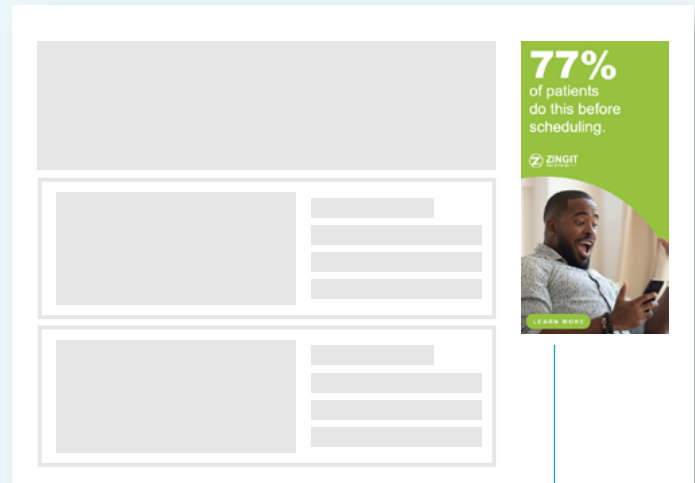 77%
of patients
do this before
scheduling.
ZINGIT
LEARN MORE